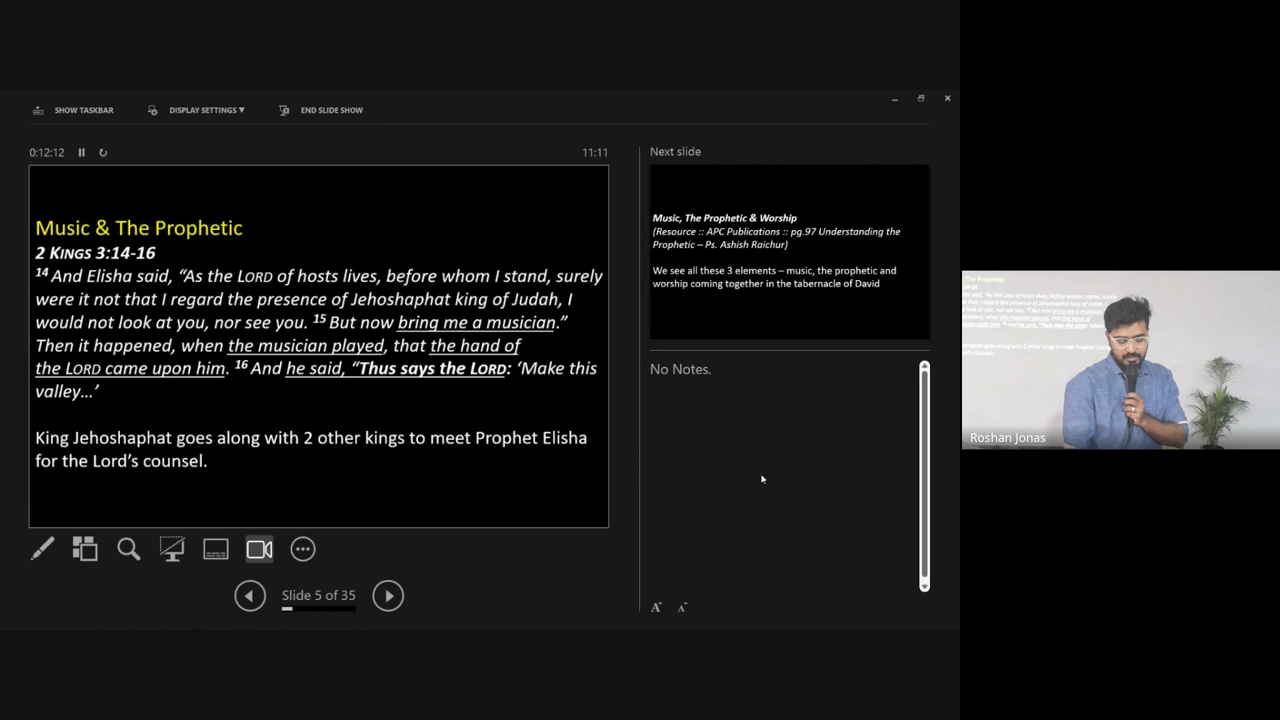 SHOW TASKBAR
DISPLAY SETTINGS ▼
END SLIDE SHOW
0:12:12
11:11
Next slide
Music & The Prophetic
2 KINGS 3:14-16
14 And Elisha said, “As the LORD of hosts lives, before whom I stand, surely
were it not that I regard the presence of Jehoshaphat king of Judah, I
would not look at you, nor see you. 15 But now bring me a musician.”
Then it happened, when the musician played, that the hand of
the LORD came upon him. 16 And he said, “Thus says the LORD: ‘Make this
valley…’
King Jehoshaphat goes along with 2 other kings to meet Prophet Elisha
for the Lord’s counsel.
Music, The Prophetic & Worship
(Resource :: APC Publications :: pg.97 Understanding the
Prophetic – Ps. Ashish Raichur)
We see all these 3 elements – music, the prophetic and
worship coming together in the tabernacle of David
No Notes.
Slide 5 of 35
A A
Roshan Jonas